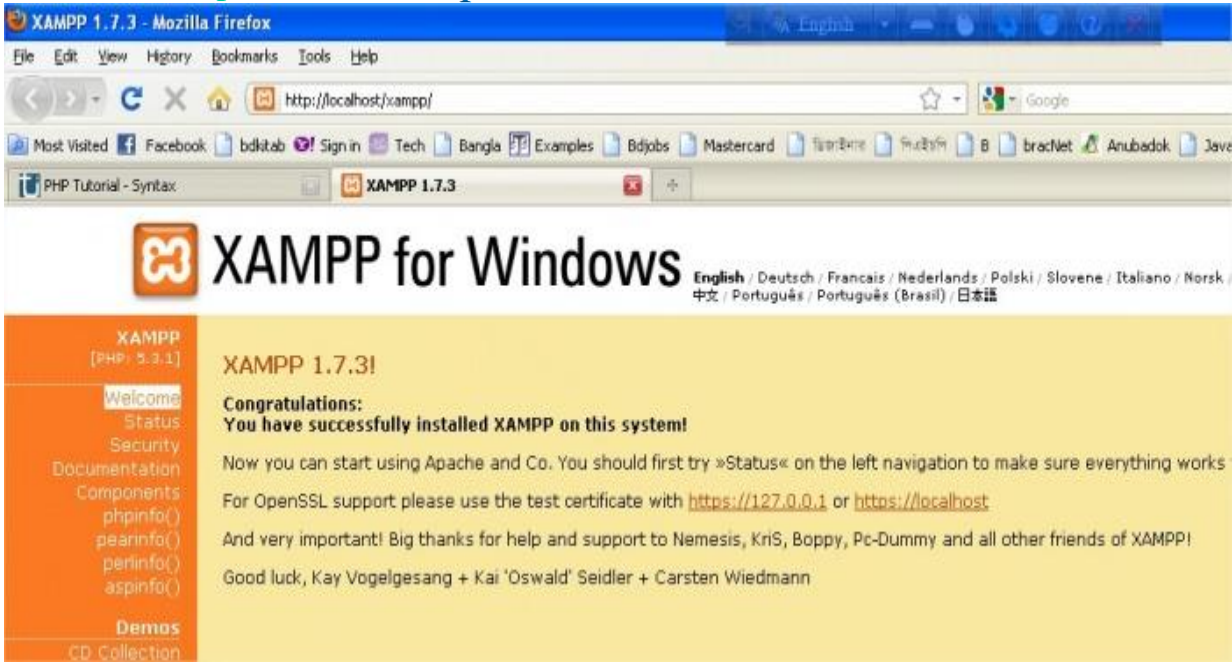 XAMPP 1.7.3 - Mozilla Firefox
English
File Edit View History Bookmarks Tools Help
http://localhost/xampp/
Google
Most Visited Facebook bdkitab Sign in Tech Bangla Examples Bdjobs Mastercard B bracNet Anubadok Java
PHP Tutorial - Syntax
XAMPP 1.7.3
XAMPP for Windows
English / Deutsch / Francais / Nederlands / Polski / Slovene / Italiano / Norsk /
中文 / Português / Português (Brasil) / 日本語
XAMPP
[PHP: 5.3.1]
Welcome
Status
Security
Documentation
Components
phpinfo()
pearinfo()
perlinfo()
aspinfo()
Demos
CD Collection
XAMPP 1.7.3!
Congratulations:
You have successfully installed XAMPP on this system!
Now you can start using Apache and Co. You should first try »Status« on the left navigation to make sure everything works
For OpenSSL support please use the test certificate with https://127.0.0.1 or https://localhost
And very important! Big thanks for help and support to Nemesis, KriS, Boppy, Pc-Dummy and all other friends of XAMPP!
Good luck, Kay Vogelgesang + Kai 'Oswald' Seidler + Carsten Wiedmann